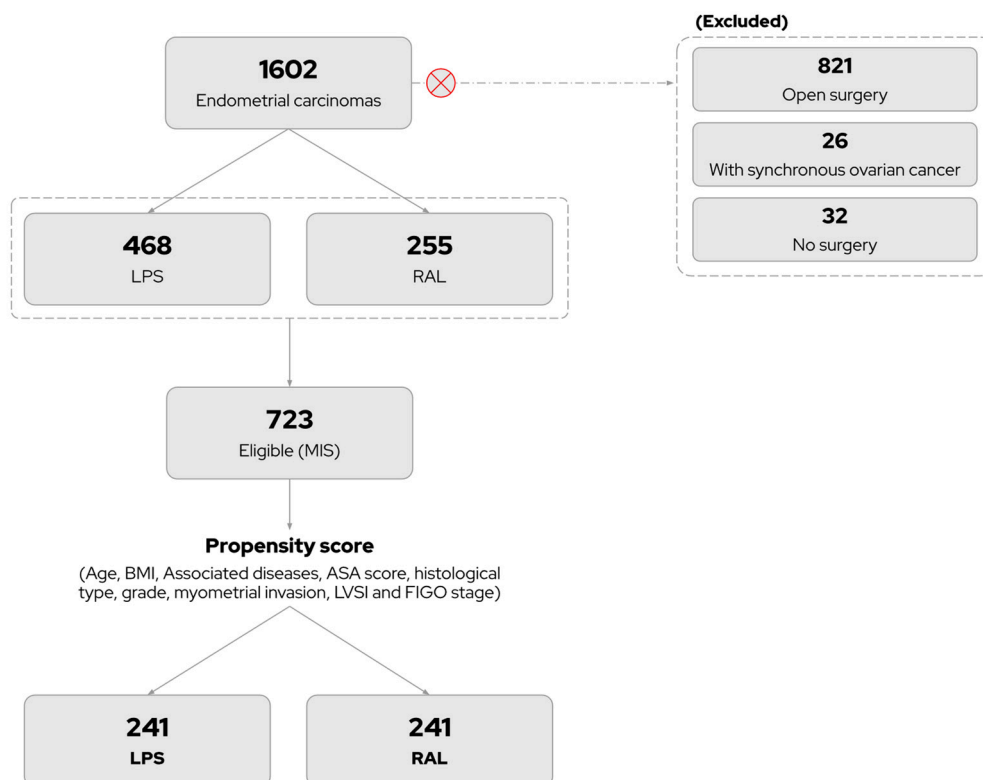 (Excluded)
1602
Endometrial carcinomas
821
Open surgery
26
With synchronous ovarian cancer
32
No surgery
468
LPS
255
RAL
723
Eligible (MIS)
Propensity score
(Age, BMI, Associated diseases, ASA score, histological
type, grade, myometrial invasion, LVSI and FIGO stage)
241
LPS
241
RAL